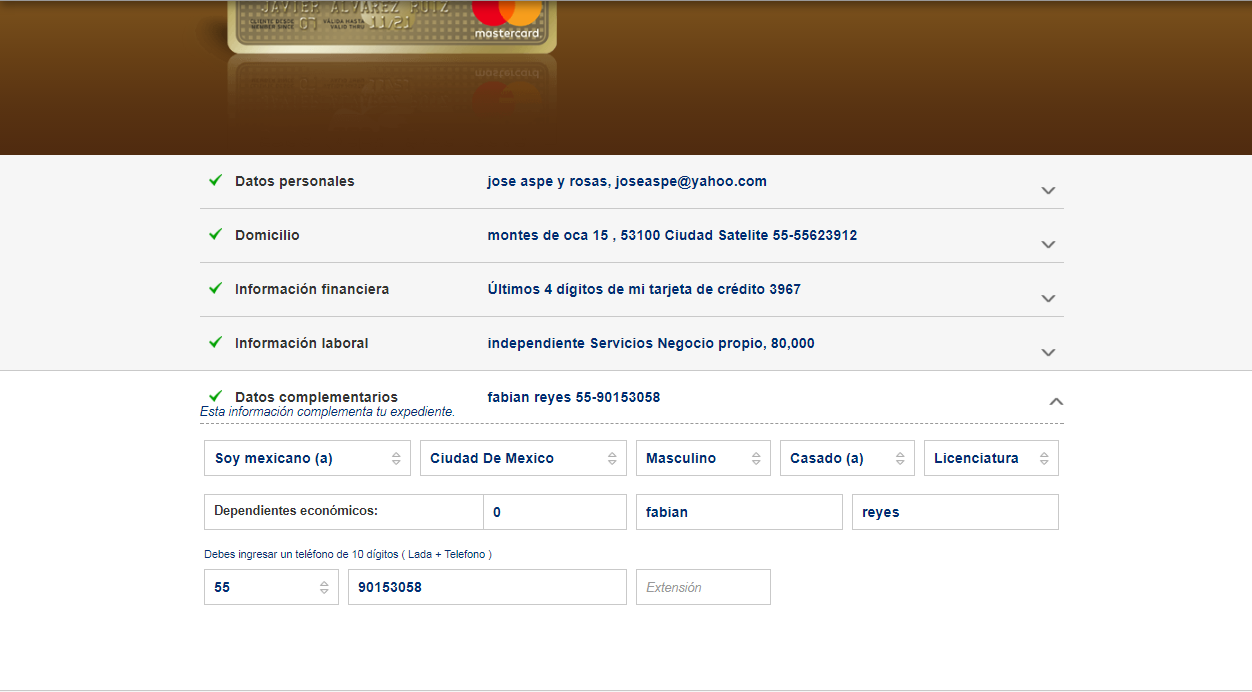 JAVIER ALVAREZ RUIZ
CLIENTE DESDE MEMBER SINCE 07 VÁLIDA HASTA VALID THRU 11/21
mastercard.
Datos personales jose aspe y rosas, joseaspe@yahoo.com
Domicilio montes de oca 15 , 53100 Ciudad Satelite 55-55623912
Información financiera Últimos 4 dígitos de mi tarjeta de crédito 3967
Información laboral independiente Servicios Negocio propio, 80,000
Datos complementarios fabian reyes 55-90153058
Esta información complementa tu expediente.
Soy mexicano (a) Ciudad De Mexico Masculino Casado (a) Licenciatura
Dependientes económicos: 0 fabian reyes
Debes ingresar un teléfono de 10 dígitos ( Lada + Telefono )
55 90153058 Extensión